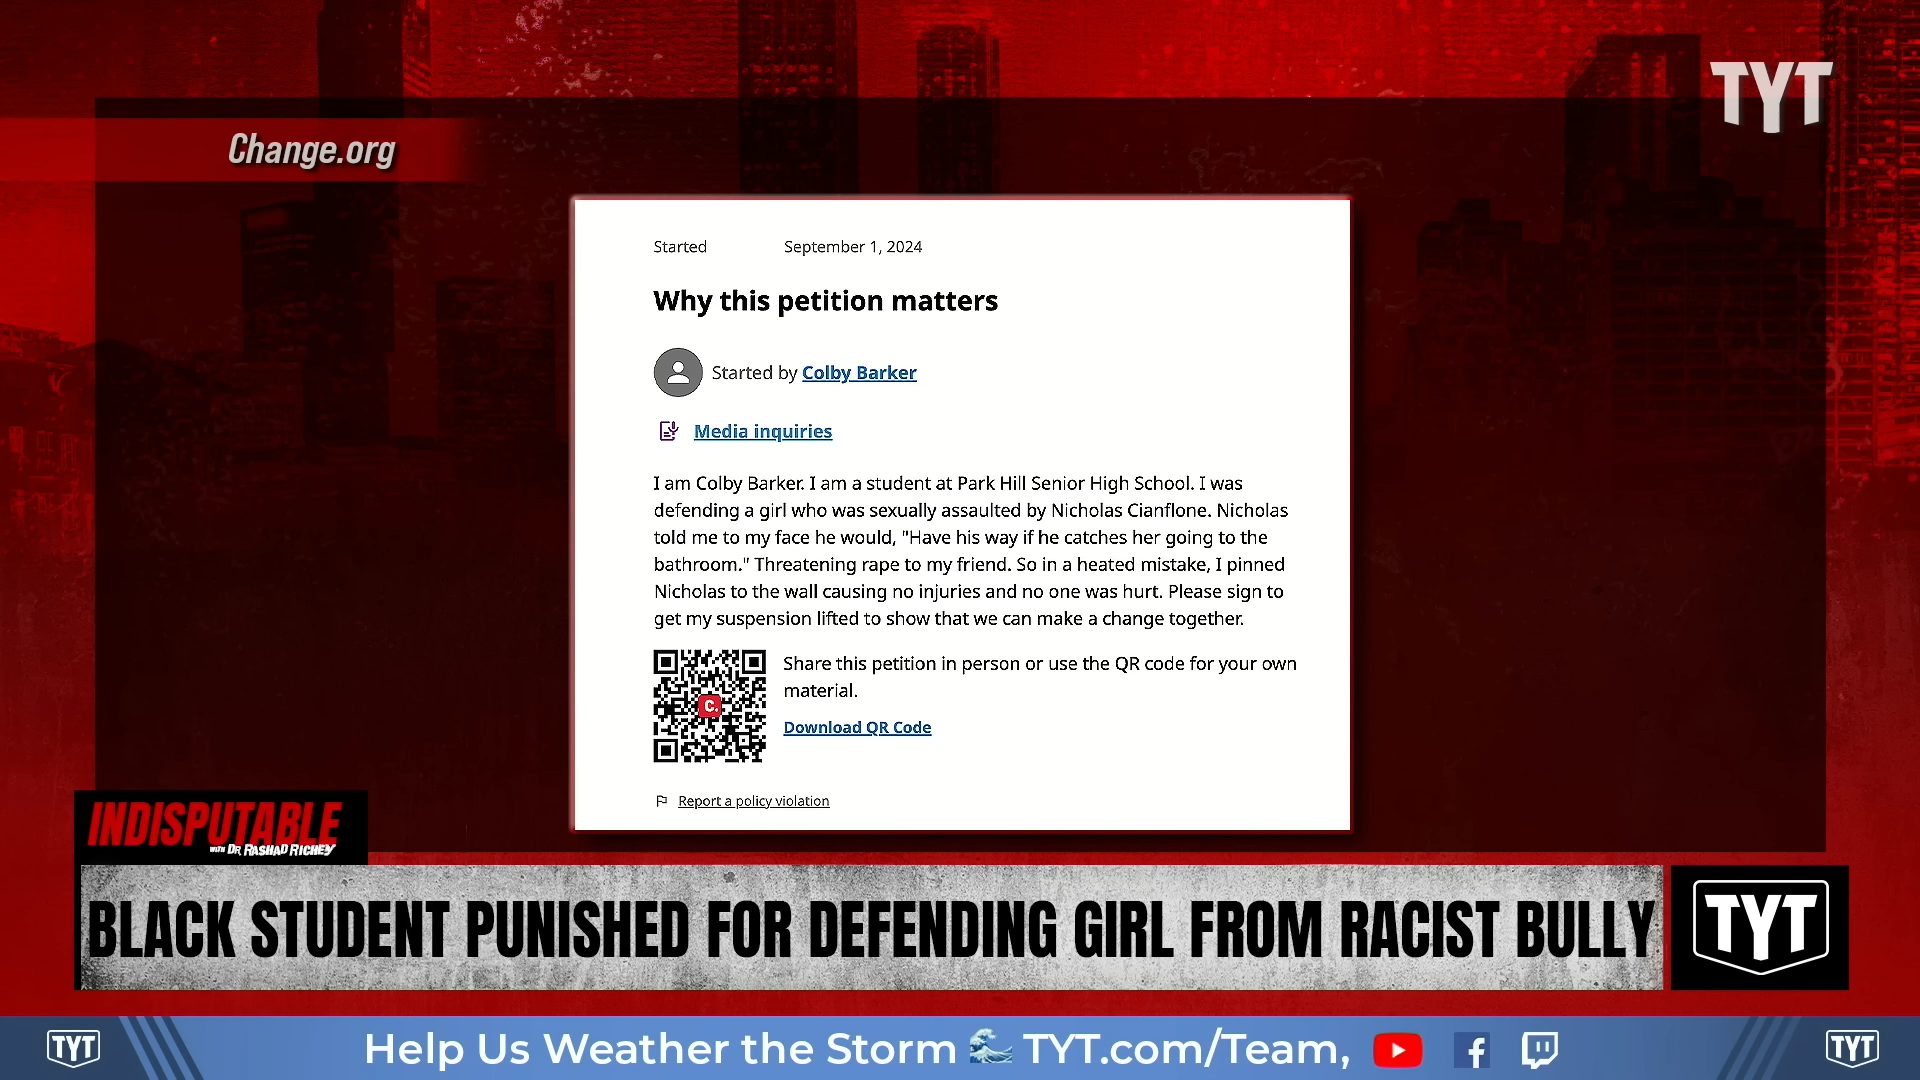 TYT
Change.org
Started September 1, 2024
Why this petition matters
Started by Colby Barker
Media inquiries
I am Colby Barker. I am a student at Park Hill Senior High School. I was
defending a girl who was sexually assaulted by Nicholas Cianflone. Nicholas
told me to my face he would, "Have his way if he catches her going to the
bathroom." Threatening rape to my friend. So in a heated mistake, I pinned
Nicholas to the wall causing no injuries and no one was hurt. Please sign to
get my suspension lifted to show that we can make a change together.
C.
Share this petition in person or use the QR code for your own
material.
Download QR Code
Report a policy violation
INDISPUTABLE
WITH DR RASHAD RICHEY
BLACK STUDENT PUNISHED FOR DEFENDING GIRL FROM RACIST BULLY
TYT
TYT
Help Us Weather the Storm 🌊 TYT.com/Team,
TYT